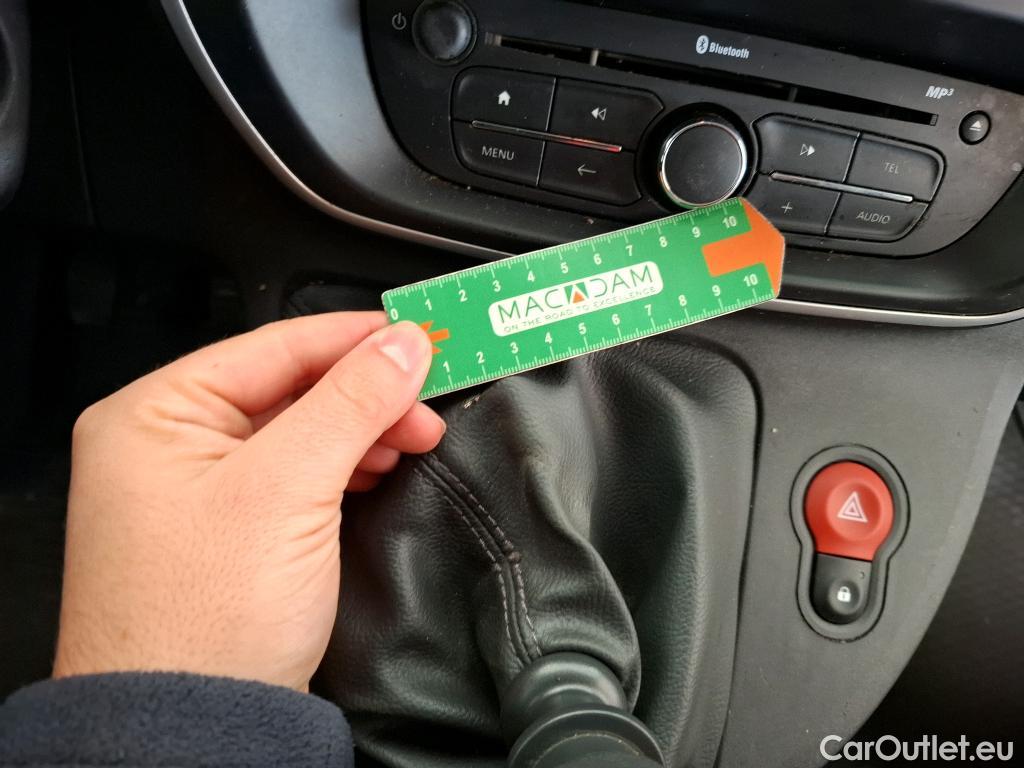 Bluetooth
MP3
MENU
TEL
+
AUDIO
0 1 2 3 4 5 6 7 8 9 10
MACADAM
ON THE ROAD TO EXCELLENCE
1 2 3 4 5 6 7 8 9 10
CarOutlet.eu